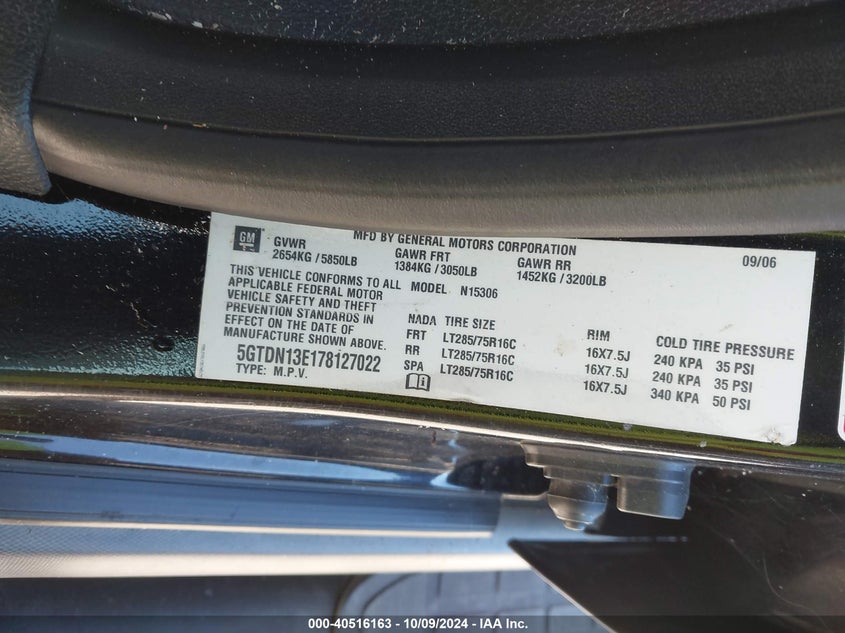 GM
MFD BY GENERAL MOTORS CORPORATION
09/06
GVWR GAWR FRT GAWR RR
2654KG / 5850LB 1384KG / 3050LB 1452KG / 3200LB
THIS VEHICLE CONFORMS TO ALL
APPLICABLE FEDERAL MOTOR
VEHICLE SAFETY AND THEFT
PREVENTION STANDARDS IN
EFFECT ON THE DATE OF
MANUFACTURE SHOWN ABOVE.
5GTDN13E178127022
TYPE: M.P.V.
MODEL N15306
NADA TIRE SIZE RIM COLD TIRE PRESSURE
FRT LT285/75R16C 16X7.5J 240 KPA 35 PSI
RR LT285/75R16C 16X7.5J 240 KPA 35 PSI
SPA LT285/75R16C 16X7.5J 340 KPA 50 PSI
000-40516163 - 10/09/2024 - IAA Inc.